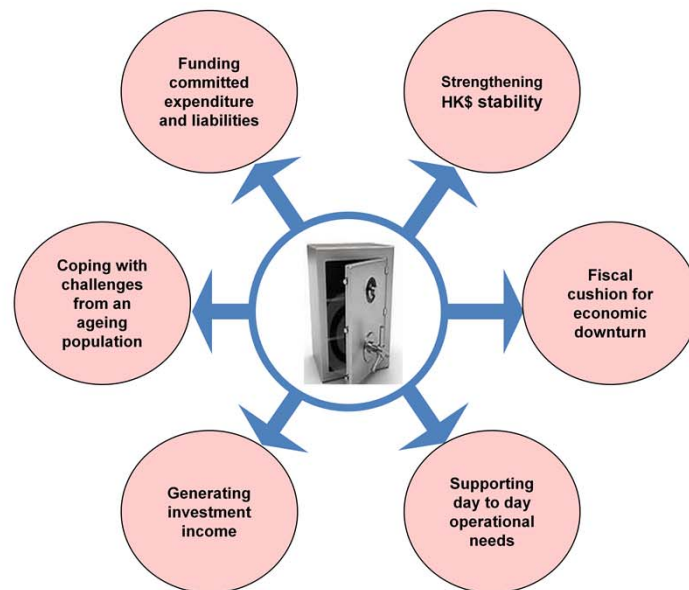 Funding
committed
expenditure
and liabilities
Strengthening
HK$ stability
Coping with
challenges
from an
ageing
population
Fiscal
cushion for
economic
downturn
Generating
investment
income
Supporting
day to day
operational
needs